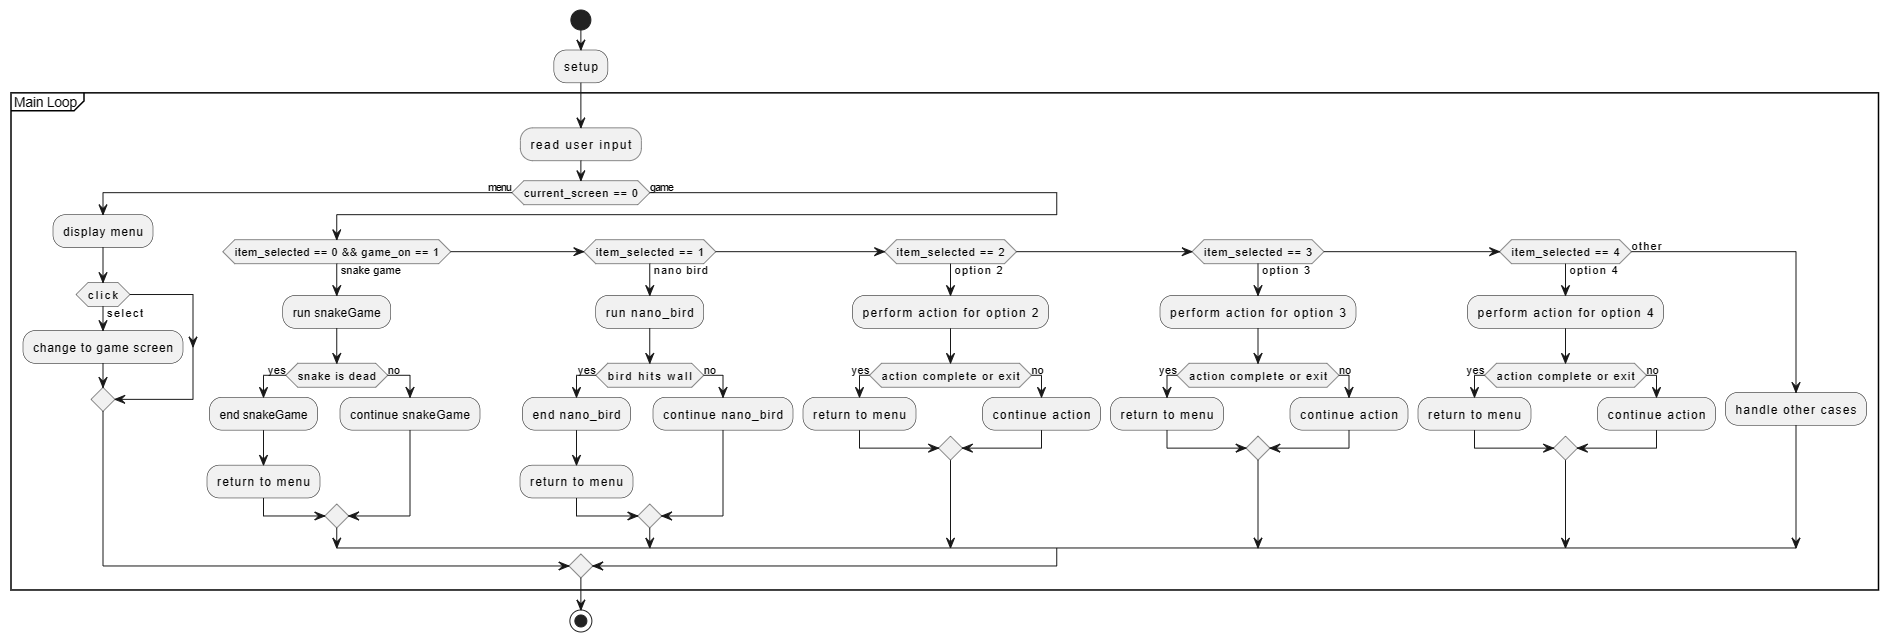 setup
Main Loop
read user input
menu
current_screen == 0
game
display menu
item_selected == 0 && game_on == 1
item_selected == 1
item_selected == 2
item_selected == 3
item_selected == 4
other
snake game
nano bird
option 2
option 3
option 4
click
select
run snakeGame
run nano_bird
perform action for option 2
perform action for option 3
perform action for option 4
change to game screen
yes
snake is dead
no
yes
bird hits wall
no
yes
action complete or exit
no
yes
action complete or exit
no
yes
action complete or exit
no
end snakeGame
continue snakeGame
end nano_bird
continue nano_bird
return to menu
continue action
return to menu
continue action
return to menu
continue action
handle other cases
return to menu
return to menu